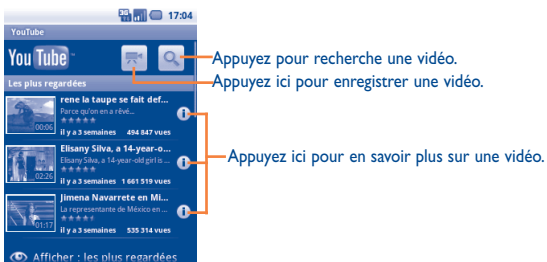 3G 17:04
YouTube
You Tube
Appuyez pour recherche une vidéo.
Appuyez ici pour enregistrer une vidéo.
Les plus regardées
rene la taupe se fait def...
Parce qu'on en a rêvé...
00:06
il y a 3 semaines 494 847 vues
Elisany Silva, a 14-year-o...
Elisany Silva, a 14-year-old girl is ...
02:26
il y a 3 semaines 1 661 519 vues
Appuyez ici pour en savoir plus sur une vidéo.
Jimena Navarrete en Mi...
La representante de México en ...
01:17
il y a 3 semaines 535 314 vues
Afficher : les plus regardées